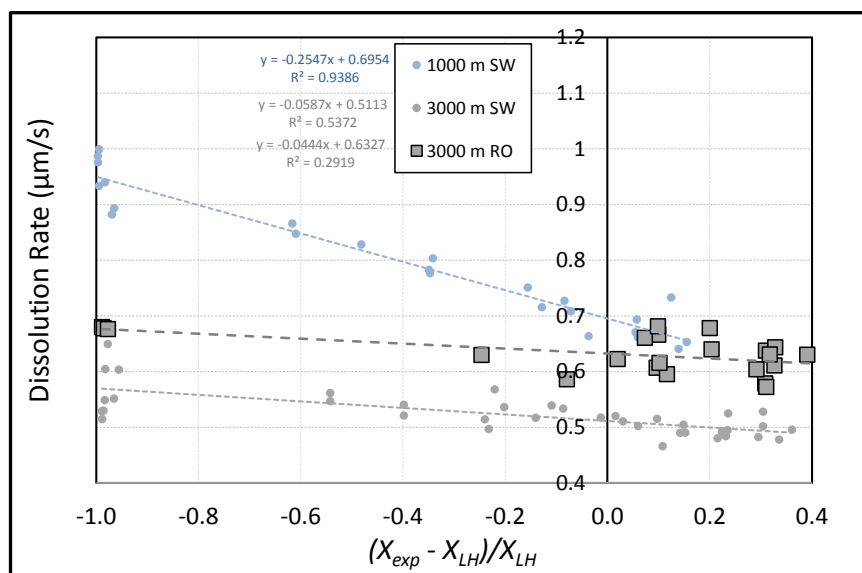 y = -0.2547x + 0.6954
R² = 0.9386
y = -0.0587x + 0.5113
R² = 0.5372
y = -0.0444x + 0.6327
R² = 0.2919
1000 m SW
3000 m SW
3000 m RO
1.2
1.1
1
0.9
0.8
0.7
0.6
0.5
0.4
Dissolution Rate (µm/s)
-1.0 -0.8 -0.6 -0.4 -0.2 0.0 0.2 0.4
(X_exp - X_LH)/X_LH